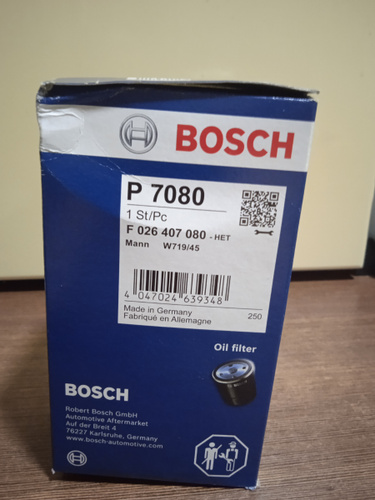 BOSCH
P 7080
1 St/Pc
F 026 407 080 - HET
Mann W719/45
4 047024 639348
Made in Germany
Fabriqué en Allemagne
250
Oil filter
BOSCH
Robert Bosch GmbH
Automotive Aftermarket
Auf der Breit 4
76227 Karlsruhe, Germany
www.bosch-automotive.com